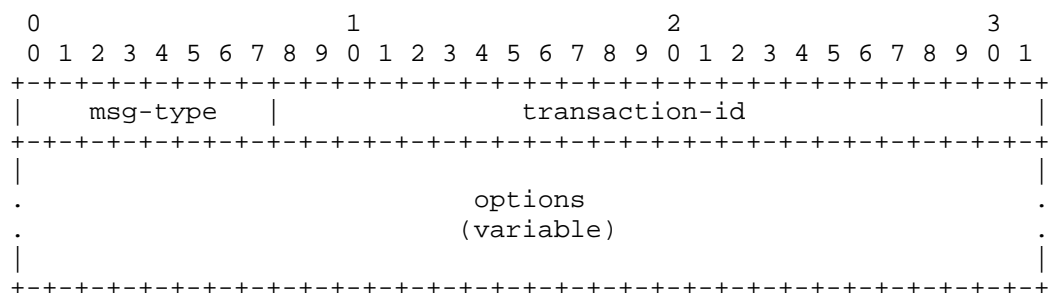 0                   1                   2                   3
0 1 2 3 4 5 6 7 8 9 0 1 2 3 4 5 6 7 8 9 0 1 2 3 4 5 6 7 8 9 0 1
+-+-+-+-+-+-+-+-+-+-+-+-+-+-+-+-+-+-+-+-+-+-+-+-+-+-+-+-+-+-+-+-+
|    msg-type   |               transaction-id                  |
+-+-+-+-+-+-+-+-+-+-+-+-+-+-+-+-+-+-+-+-+-+-+-+-+-+-+-+-+-+-+-+-+
|                                                               |
.                            options                            .
.                           (variable)                          .
|                                                               |
+-+-+-+-+-+-+-+-+-+-+-+-+-+-+-+-+-+-+-+-+-+-+-+-+-+-+-+-+-+-+-+-+